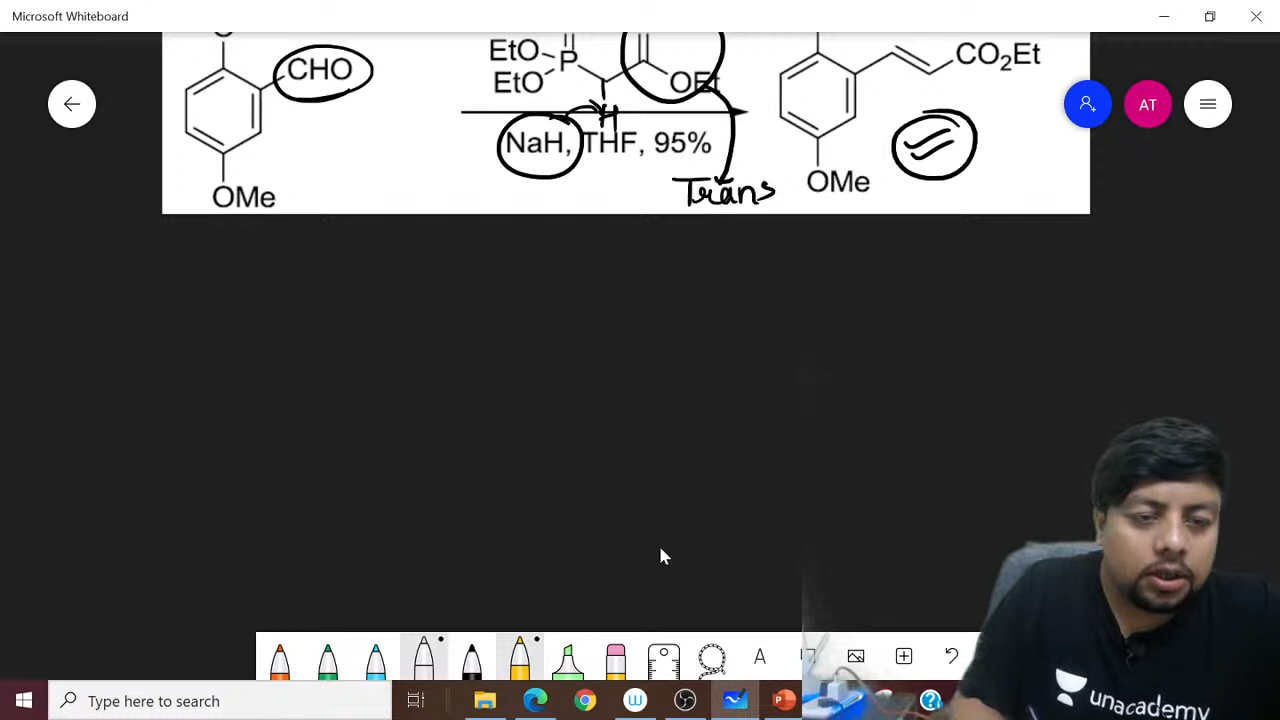 Microsoft Whiteboard
CHO
OMe
EtO
EtO
P
OEt
H
NaH, THF, 95%
Trans
CO2Et
OMe
AT
A
unacademy
Type here to search